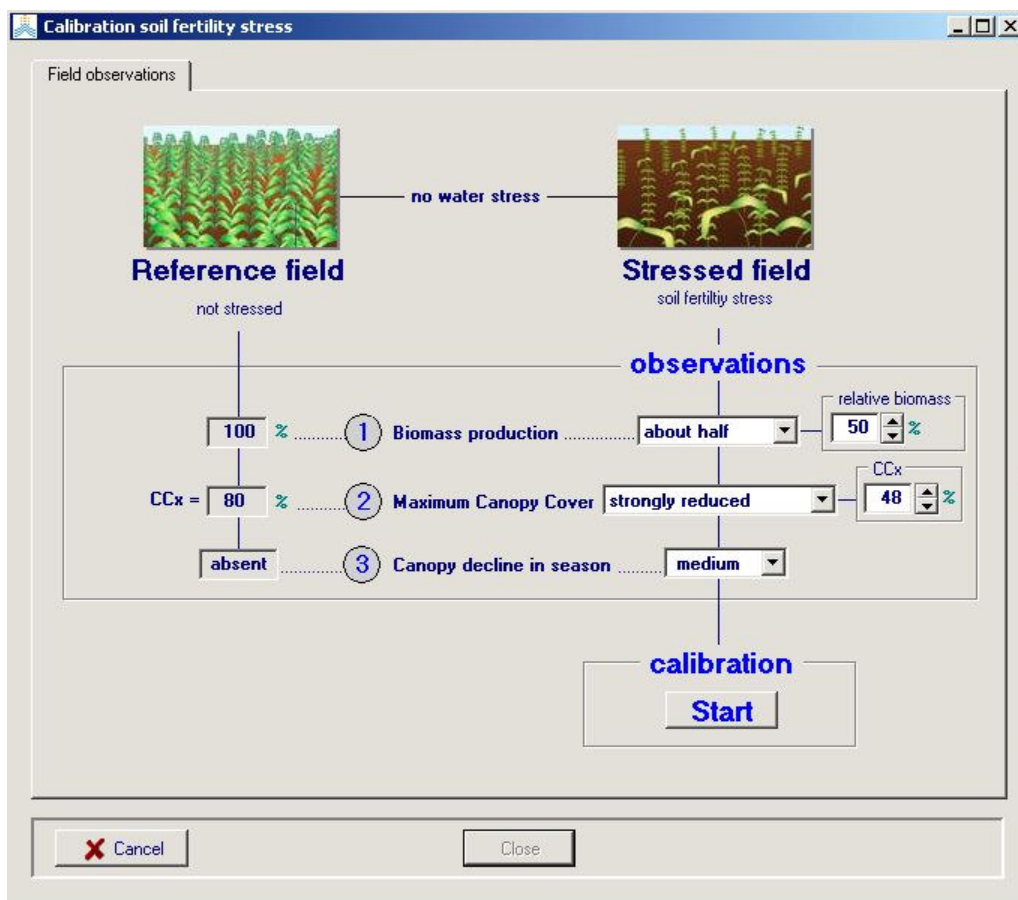 Calibration soil fertility stress
Field observations
no water stress
Reference field
Stressed field
not stressed
soil fertiltiy stress
observations
relative biomass
100 % 1 Biomass production about half 50 %
CCx
CCx = 80 % 2 Maximum Canopy Cover strongly reduced 48 %
absent 3 Canopy decline in season medium
calibration
Start
Cancel
Close